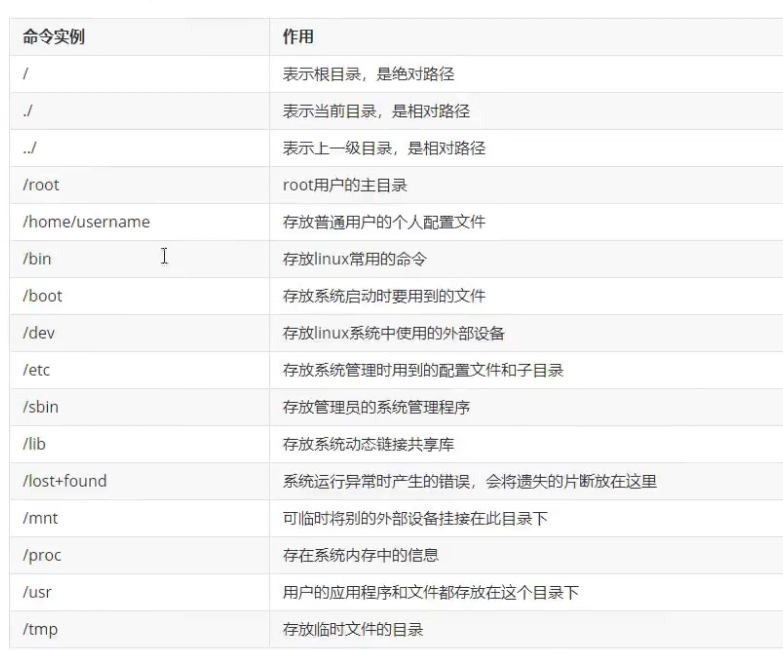 命令实例 作用
/ 表示根目录，是绝对路径
./ 表示当前目录，是相对路径
../ 表示上一级目录，是相对路径
/root root用户的主目录
/home/username 存放普通用户的个人配置文件
/bin 存放linux常用的命令
/boot 存放系统启动时要用到的文件
/dev 存放linux系统中使用的外部设备
/etc 存放系统管理时用到的配置文件和子目录
/sbin 存放管理员的系统管理程序
/lib 存放系统动态链接共享库
/lost+found 系统运行异常时产生的错误，会将遗失的片断放在这里
/mnt 可临时将别的外部设备挂接在此目录下
/proc 存在系统内存中的信息
/usr 用户的应用程序和文件都存放在这个目录下
/tmp 存放临时文件的目录